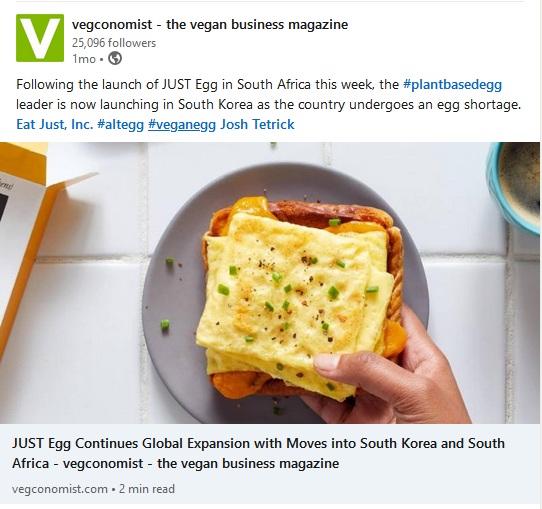 vegconomist - the vegan business magazine
25,096 followers
1mo •
Following the launch of JUST Egg in South Africa this week, the #plantbasedegg
leader is now launching in South Korea as the country undergoes an egg shortage.
Eat Just, Inc. #altegg #veganegg Josh Tetrick
JUST Egg Continues Global Expansion with Moves into South Korea and South
Africa - vegconomist - the vegan business magazine
vegconomist.com • 2 min read